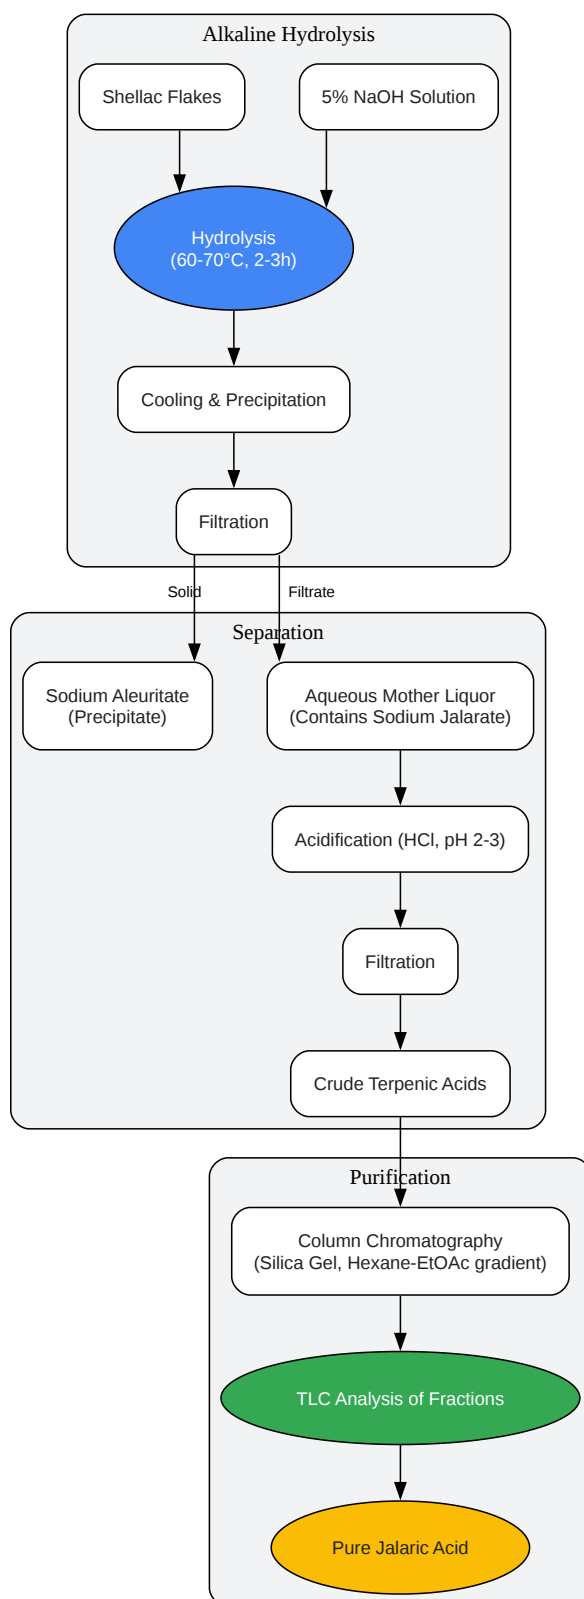 Alkaline Hydrolysis
Shellac Flakes
5% NaOH Solution
Hydrolysis
(60-70°C, 2-3h)
Cooling & Precipitation
Filtration
Solid
Filtrate
Separation
Sodium Aleuritate
(Precipitate)
Aqueous Mother Liquor
(Contains Sodium Jalarate)
Acidification (HCl, pH 2-3)
Filtration
Crude Terpenic Acids
Purification
Column Chromatography
(Silica Gel, Hexane-EtOAc gradient)
TLC Analysis of Fractions
Pure Jalaric Acid